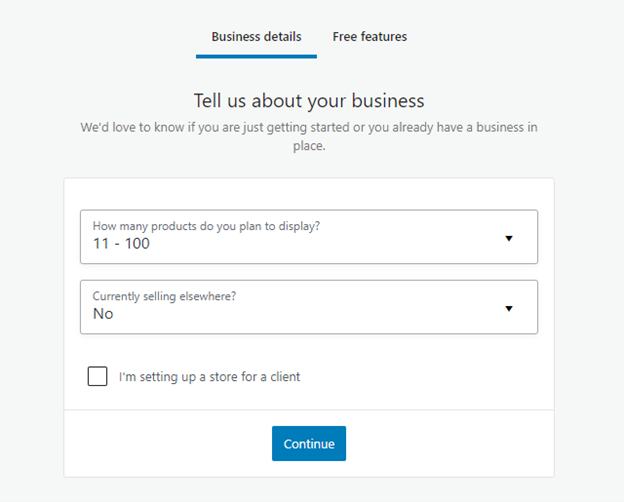 Business details Free features
Tell us about your business
We'd love to know if you are just getting started or you already have a business in
place.
How many products do you plan to display?
11 - 100
Currently selling elsewhere?
No
I'm setting up a store for a client
Continue